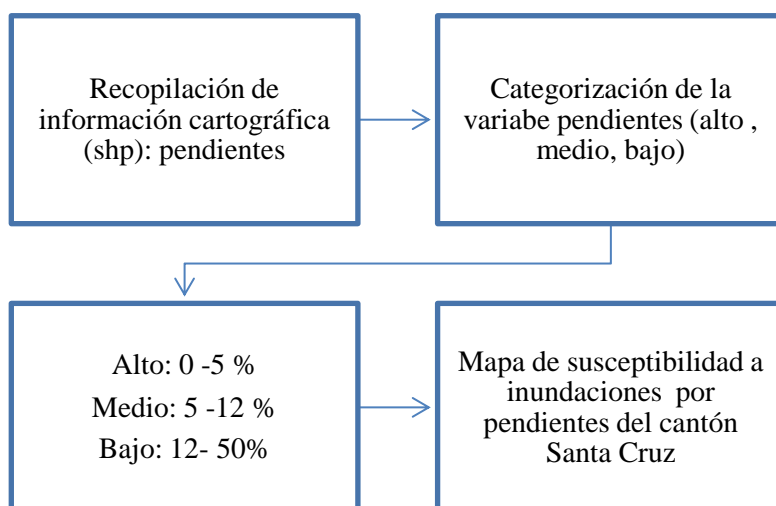 Recopilación de
información cartográfica
(shp): pendientes
Categorización de la
variabe pendientes (alto ,
medio, bajo)
Alto: 0 -5 %
Medio: 5 -12 %
Bajo: 12- 50%
Mapa de susceptibilidad a
inundaciones por
pendientes del cantón
Santa Cruz